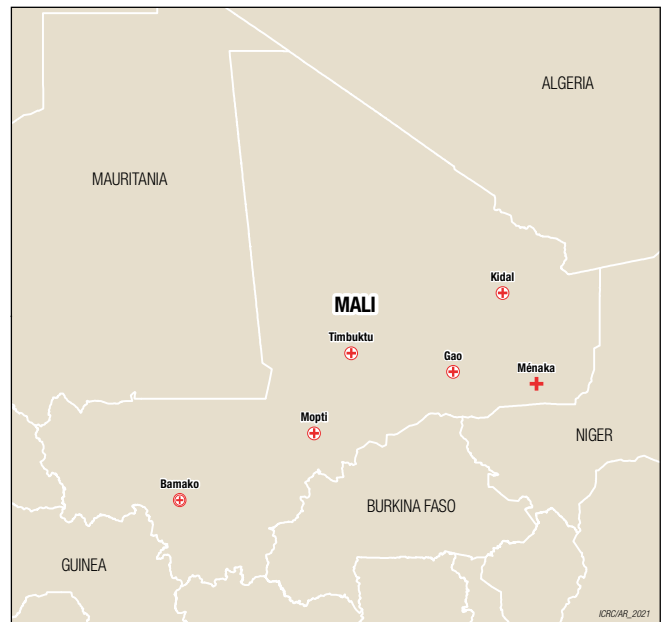 ALGERIA
MAURITANIA
Kidal
MALI
Timbuktu
Gao
Ménaka
Mopti
NIGER
Bamako
BURKINA FASO
GUINEA
ICRC/AR_2021